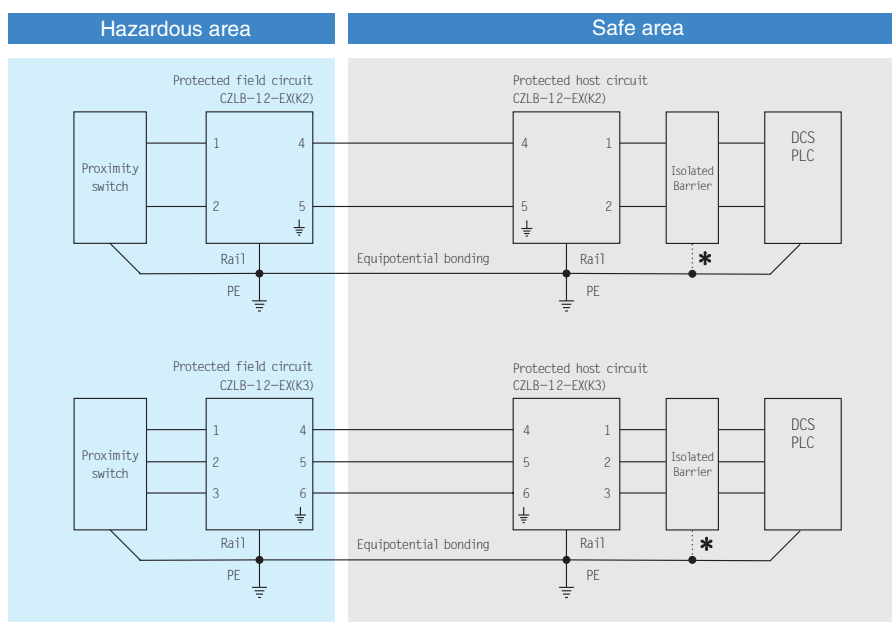 Hazardous area
Safe area
Protected field circuit
CZLB-12-EX(K2)
Protected host circuit
CZLB-12-EX(K2)
Proximity
switch
1
4
2
5
4
1
5
2
Isolated
Barrier
DCS
PLC
Rail
Equipotential bonding
Rail
*
PE
PE
Protected field circuit
CZLB-12-EX(K3)
Protected host circuit
CZLB-12-EX(K3)
Proximity
switch
1
4
2
5
3
6
4
1
5
2
6
3
Isolated
Barrier
DCS
PLC
Rail
Equipotential bonding
Rail
*
PE
PE